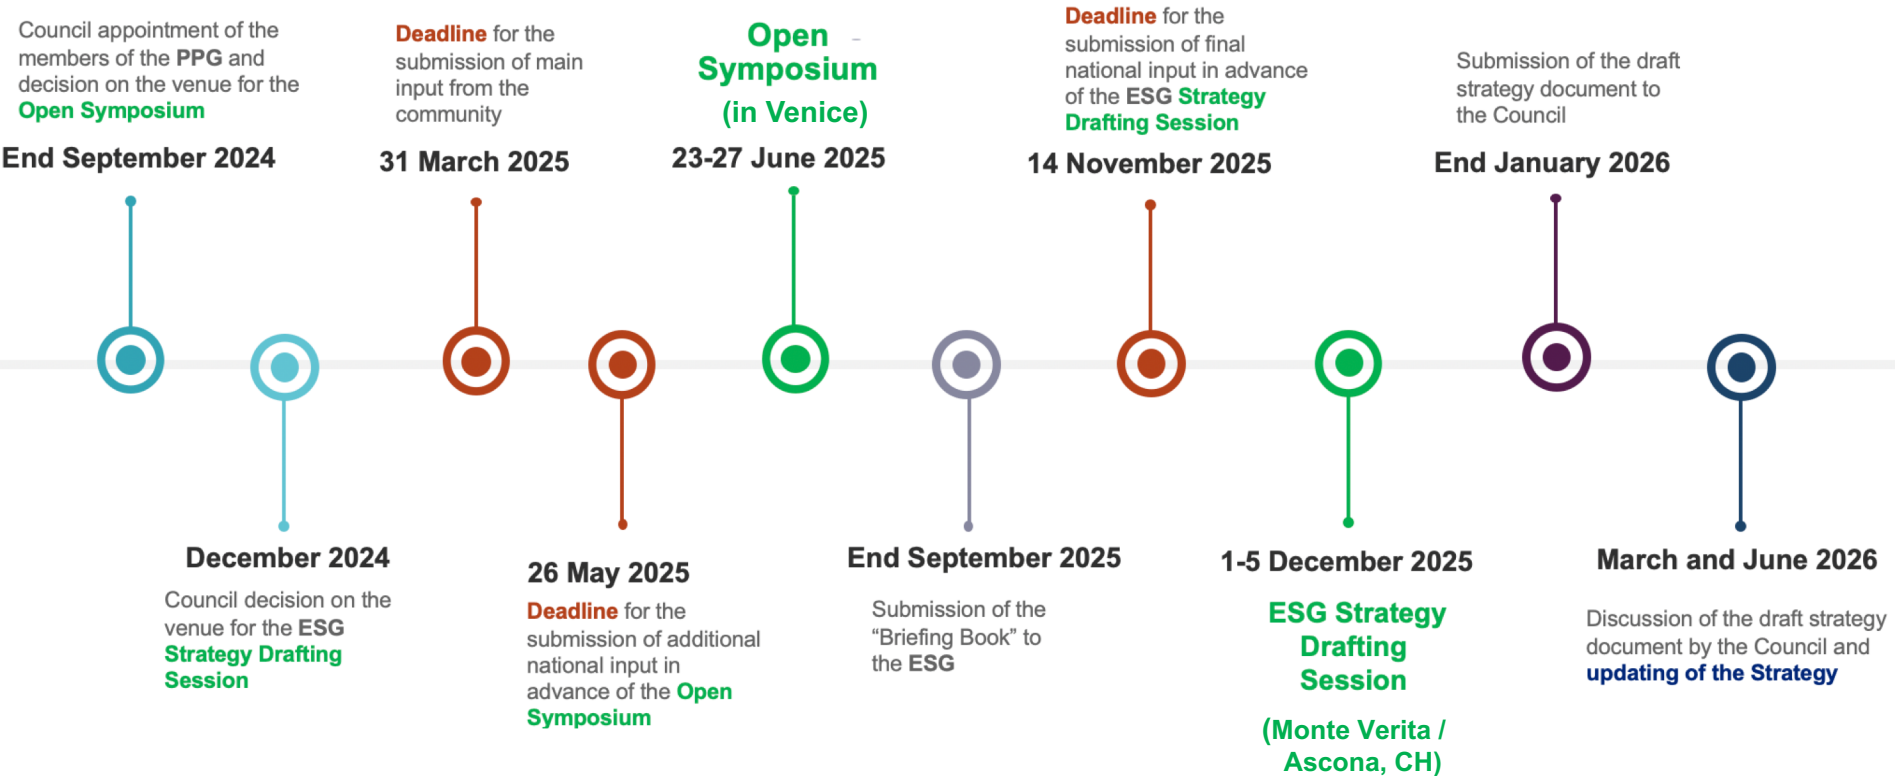 Council appointment of the
members of the PPG and
decision on the venue for the
Open Symposium
End September 2024
Deadline for the
submission of main
input from the
community
31 March 2025
Open
Symposium
(in Venice)
23-27 June 2025
Deadline for the
submission of final
national input in advance
of the ESG Strategy
Drafting Session
14 November 2025
Submission of the draft
strategy document to
the Council
End January 2026
December 2024
Council decision on the
venue for the ESG
Strategy Drafting
Session
26 May 2025
Deadline for the
submission of additional
national input in
advance of the Open
Symposium
End September 2025
Submission of the
“Briefing Book” to
the ESG
1-5 December 2025
ESG Strategy
Drafting
Session
(Monte Verita /
Ascona, CH)
March and June 2026
Discussion of the draft strategy
document by the Council and
updating of the Strategy